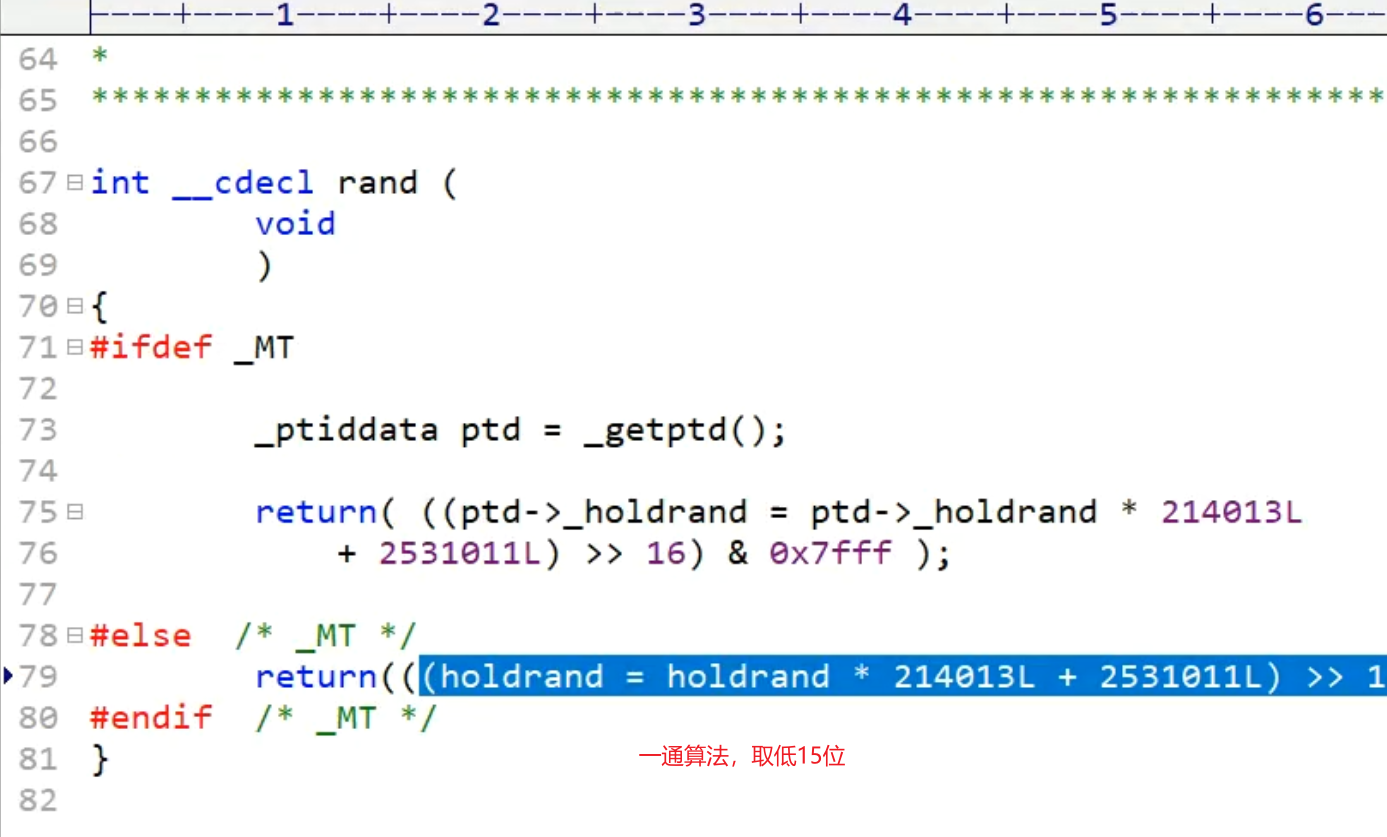 ----+----1----+----2----+----3----+----4----+----5----+----6---
64 *
65 ***************************************************************
66
67 int __cdecl rand (
68         void
69         )
70 {
71 #ifdef _MT
72
73         _ptiddata ptd = _getptd();
74
75         return( ((ptd->_holdrand = ptd->_holdrand * 214013L
76             + 2531011L) >> 16) & 0x7fff );
77
78 #else  /* _MT */
79         return(((holdrand = holdrand * 214013L + 2531011L) >> 1
80 #endif  /* _MT */
81 }
一通算法，取低15位
82